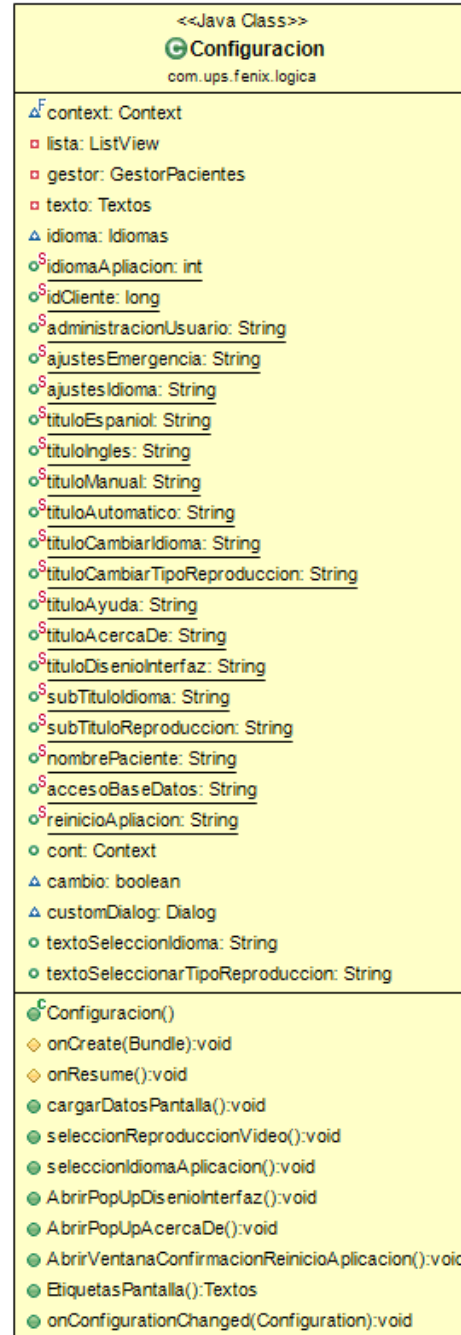 <<Java Class>>
Configuracion
com.ups.fenix.logica
context: Context
lista: ListView
gestor: GestorPacientes
texto: Textos
idioma: Idiomas
idiomaApliacion: int
idCliente: long
administracionUsuario: String
ajustesEmergencia: String
ajustesIdioma: String
tituloEspaniol: String
tituloIngles: String
tituloManual: String
tituloAutomatico: String
tituloCambiarIdioma: String
tituloCambiarTipoReproduccion: String
tituloAyuda: String
tituloAcercaDe: String
tituloDisenioInterfaz: String
subTituloIdioma: String
subTituloReproduccion: String
nombrePaciente: String
accesoBaseDatos: String
reinicioApliacion: String
cont: Context
cambio: boolean
customDialog: Dialog
textoSeleccionIdioma: String
textoSeleccionarTipoReproduccion: String
Configuracion()
onCreate(Bundle):void
onResume():void
cargarDatosPantalla():void
seleccionReproduccionVideo():void
seleccionIdiomaAplicacion():void
AbrirPopUpDisenioInterfaz():void
AbrirPopUpAcercaDe():void
AbrirVentanaConfirmacionReinicioAplicacion():void
EtiquetasPantalla():Textos
onConfigurationChanged(Configuration):void